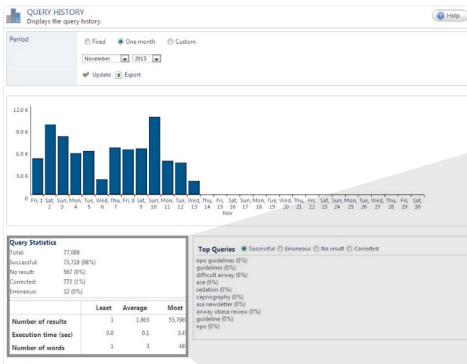 QUERY HISTORY
Displays the query history.
Help
Period
Fixed One month Custom
November 2013
Update Export
12.0 K
9.0 K
6.0 K
3.0 K
0
Fri, 1 Sat, 2 Sun, 3 Mon, 4 Tue, 5 Wed, 6 Thu, 7 Fri, 8 Sat, 9 Sun, 10 Mon, 11 Tue, 12 Wed, 13 Thu, 14 Fri, 15 Sat, 16 Sun, 17 Mon, 18 Tue, 19 Wed, 20 Thu, 21 Fri, 22 Sat, 23 Sun, 24 Mon, 25 Tue, 26 Wed, 27 Thu, 28 Fri, 29 Sat, 30
Nov
Query Statistics
Total: 77,089
Successful: 75,718 (98%)
No result: 567 (0%)
Corrected: 772 (1%)
Erroneous: 32 (0%)
Least Average Most
Number of results 1 1,865 55,798
Execution time (sec) 0.0 0.1 3.4
Number of words 1 3 48
Top Queries Successful Erroneous No result Corrected
npo guidelines (0%)
guidelines (0%)
difficult airway (0%)
ace (0%)
sedation (0%)
capnography (0%)
asa newsletter (0%)
airway obese review (0%)
guideline (0%)
npo (0%)